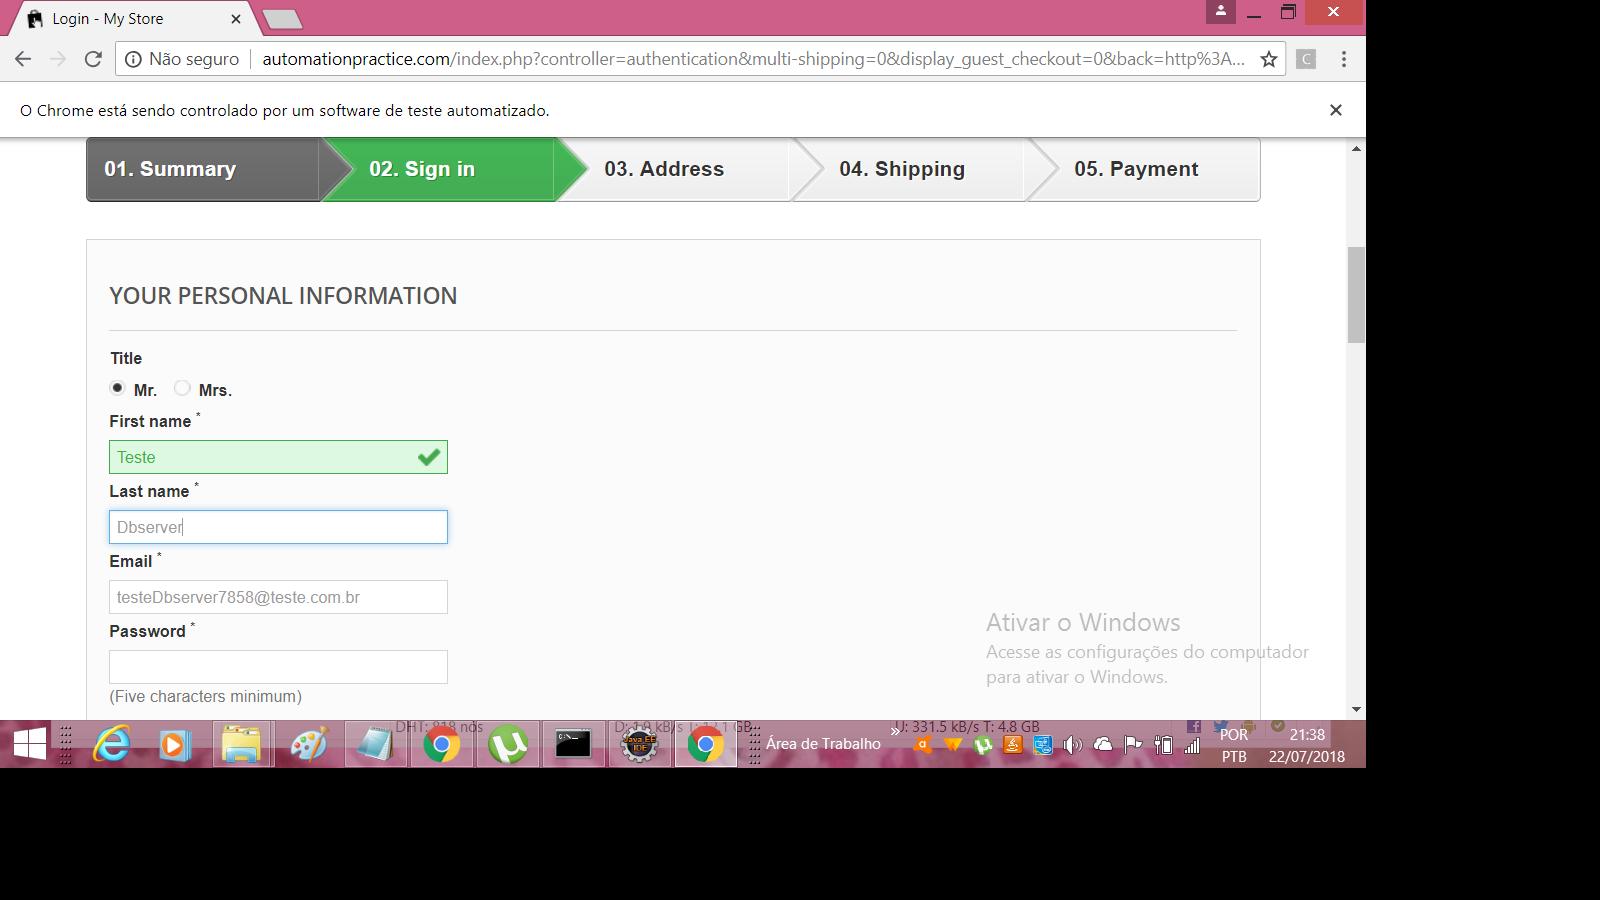 Login - My Store
Não seguro
automationpractice.com/index.php?controller=authentication&multi-shipping=0&display_guest_checkout=0&back=http%3A...
C
O Chrome está sendo controlado por um software de teste automatizado.
01. Summary
02. Sign in
03. Address
04. Shipping
05. Payment
YOUR PERSONAL INFORMATION
Title
Mr.
Mrs.
First name *
Teste
Last name *
Dbserver
Email *
testeDbserver7858@teste.com.br
Password *
(Five characters minimum)
Ativar o Windows
Acesse as configurações do computador
para ativar o Windows.
DHT: 818 nós
U: 331.5 kB/s T: 4.8 GB
Java EE
IDE
Área de Trabalho
»
POR
PTB
21:38
22/07/2018